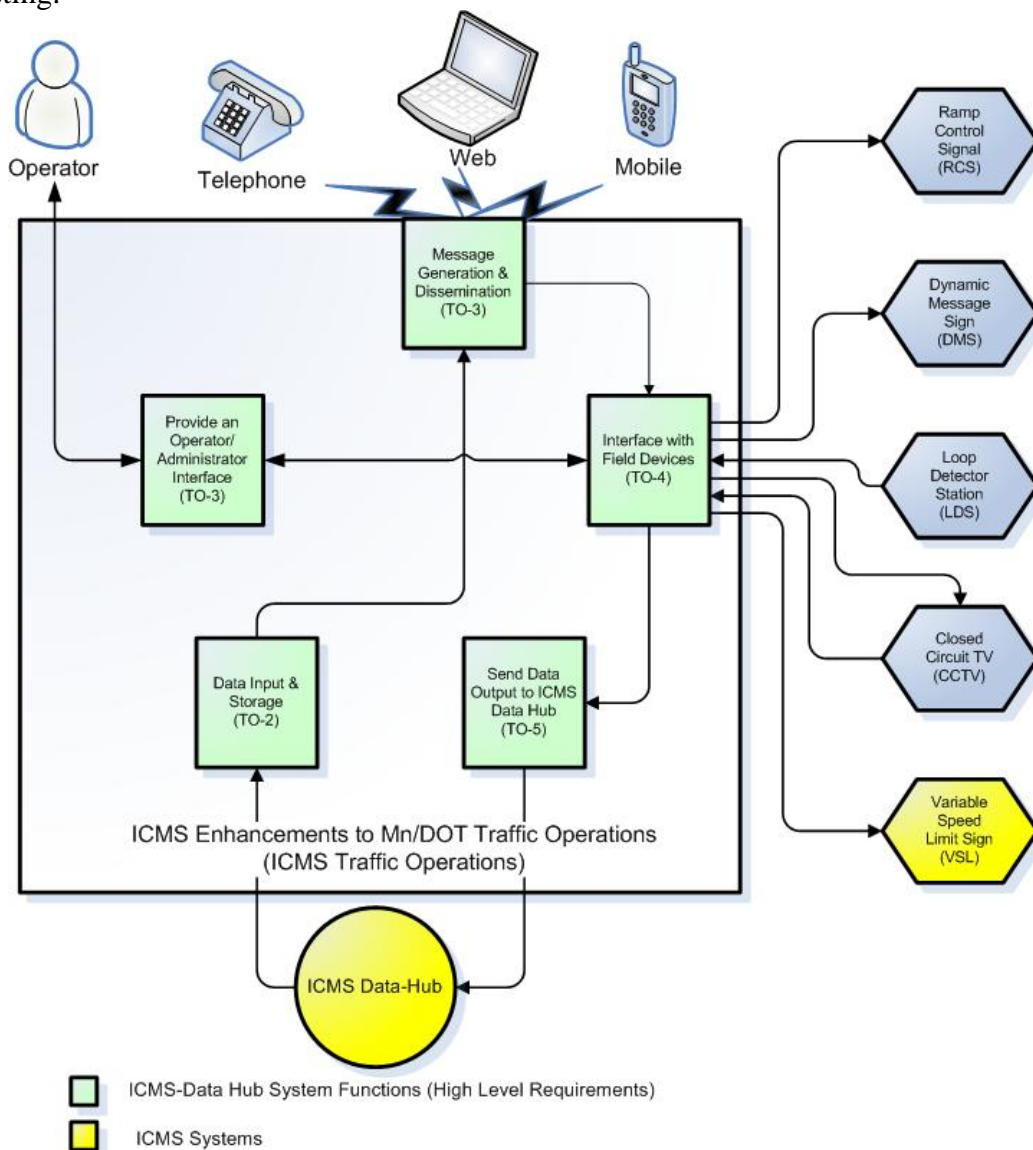 Operator
Telephone
Web
Mobile
Ramp
Control
Signal
(RCS)
Message
Generation &
Dissemination
(TO-3)
Dynamic
Message
Sign
(DMS)
Provide an
Operator/
Administrator
Interface
(TO-3)
Interface with
Field Devices
(TO-4)
Loop
Detector
Station
(LDS)
Data Input &
Storage
(TO-2)
Send Data
Output to ICMS
Data Hub
(TO-5)
Closed
Circuit TV
(CCTV)
Variable
Speed
Limit Sign
(VSL)
ICMS Enhancements to Mn/DOT Traffic Operations
(ICMS Traffic Operations)
ICMS Data-Hub
ICMS-Data Hub System Functions (High Level Requirements)
ICMS Systems